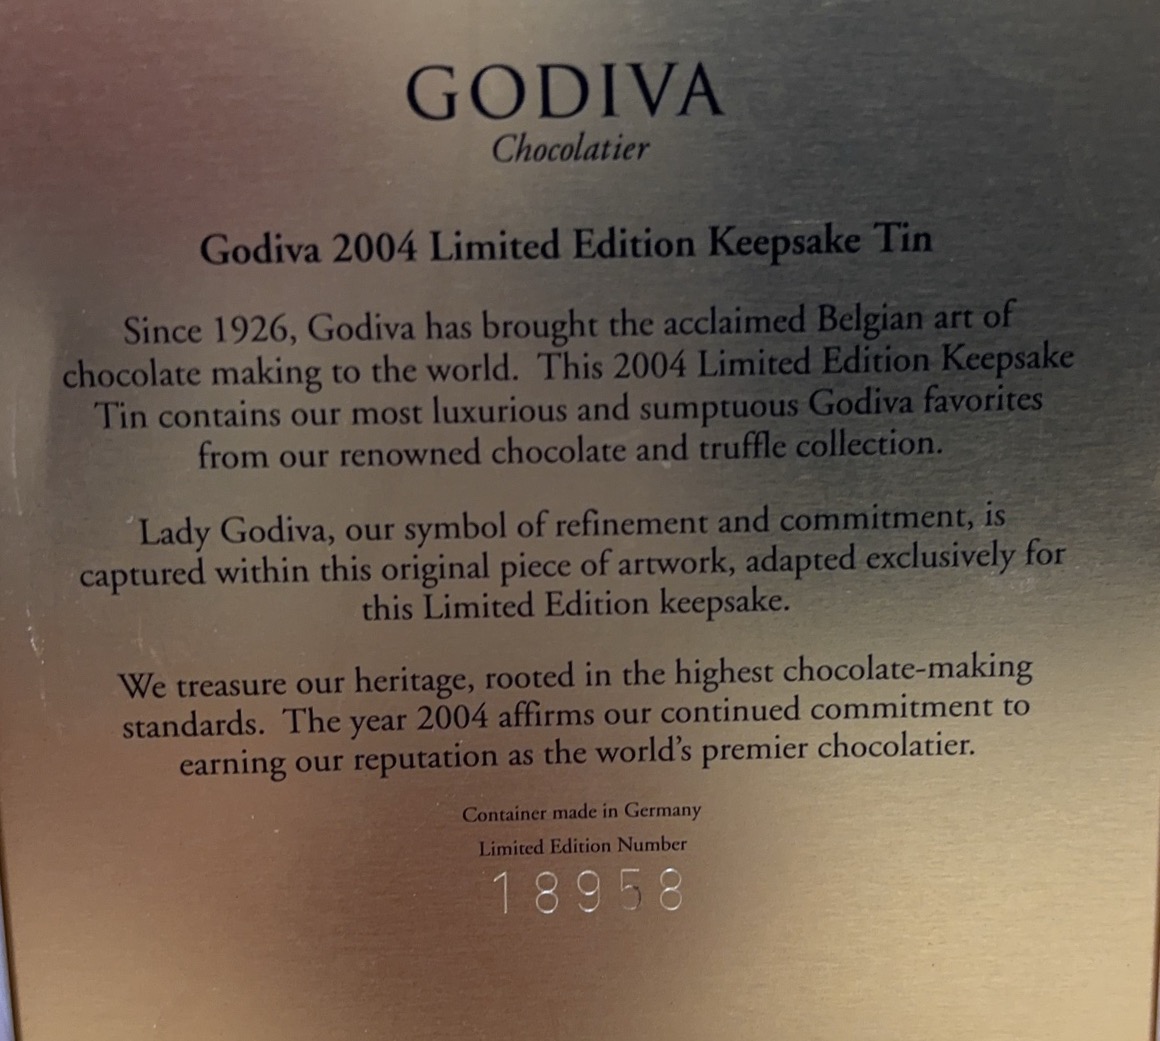 GODIVA
Chocolatier
Godiva 2004 Limited Edition Keepsake Tin
Since 1926, Godiva has brought the acclaimed Belgian art of
chocolate making to the world. This 2004 Limited Edition Keepsake
Tin contains our most luxurious and sumptuous Godiva favorites
from our renowned chocolate and truffle collection.
Lady Godiva, our symbol of refinement and commitment, is
captured within this original piece of artwork, adapted exclusively for
this Limited Edition keepsake.
We treasure our heritage, rooted in the highest chocolate-making
standards. The year 2004 affirms our continued commitment to
earning our reputation as the world's premier chocolatier.
Container made in Germany
Limited Edition Number
18958